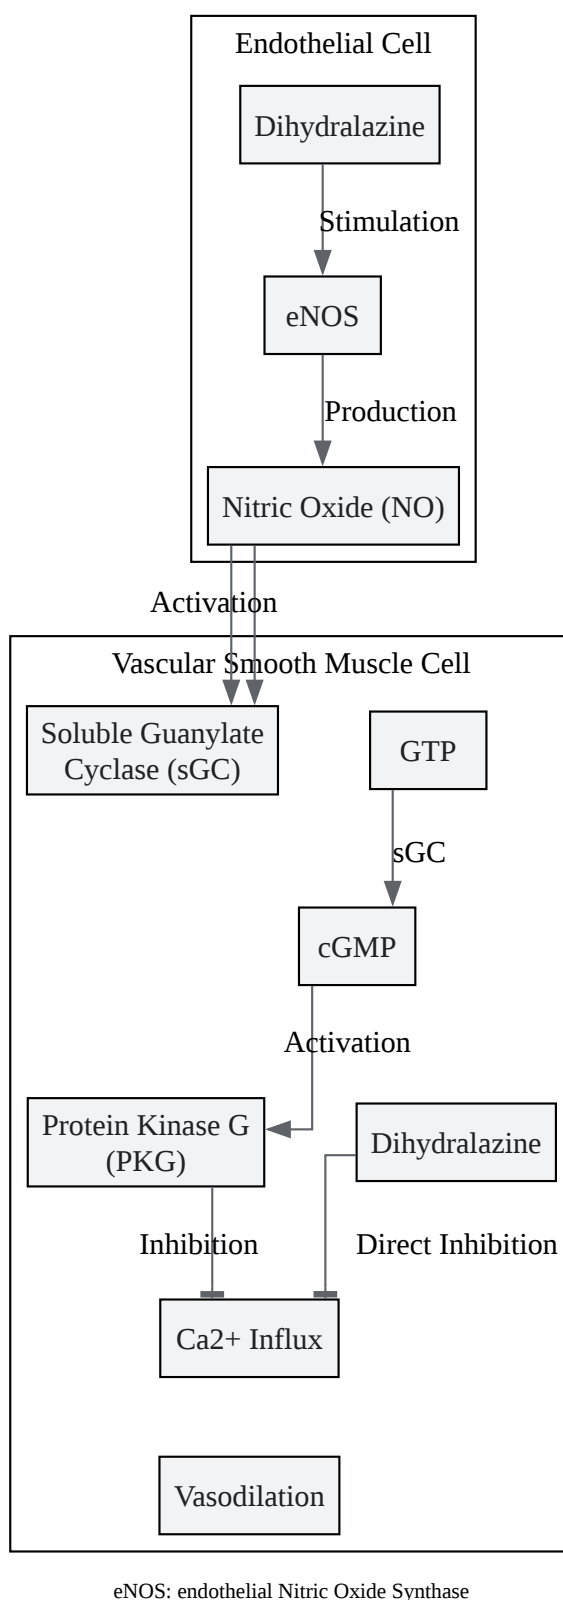 Endothelial Cell
Dihydralazine
Stimulation
eNOS
Production
Nitric Oxide (NO)
Activation
Vascular Smooth Muscle Cell
Soluble Guanylate
Cyclase (sGC)
GTP
sGC
cGMP
Activation
Protein Kinase G
(PKG)
Dihydralazine
Inhibition
Direct Inhibition
Ca2+ Influx
Vasodilation
eNOS: endothelial Nitric Oxide Synthase